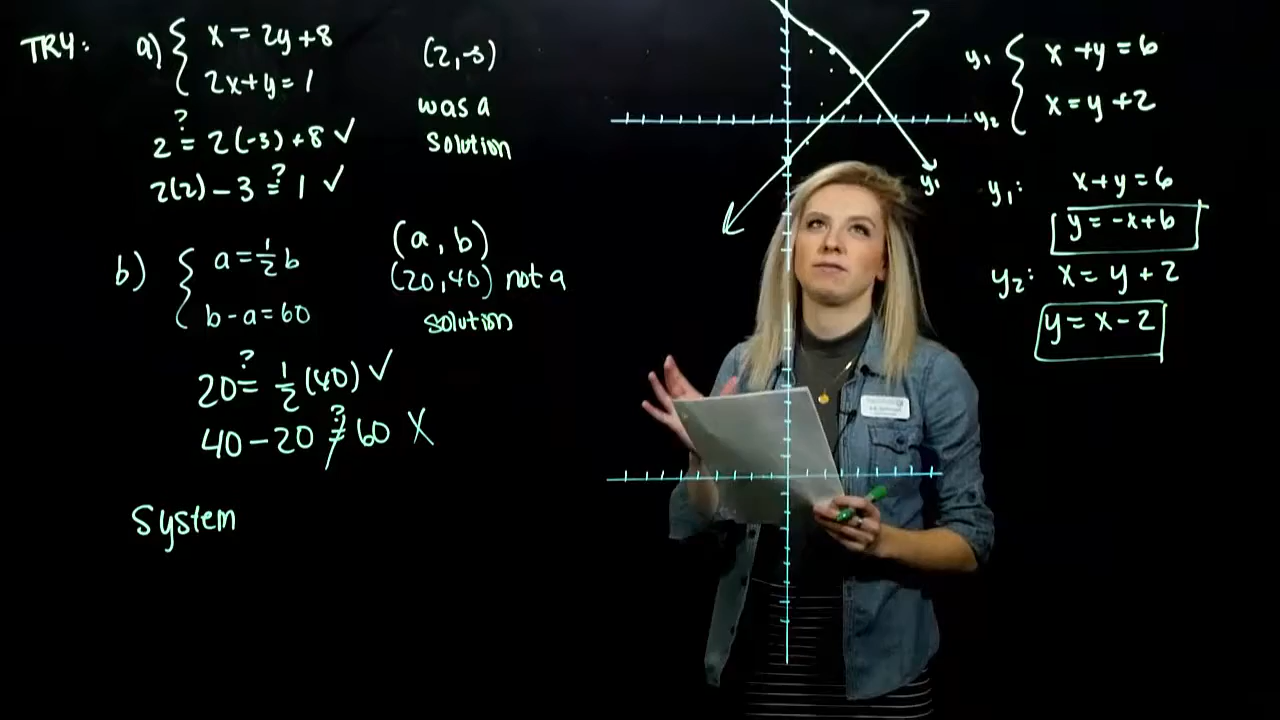 TRY: a) { x = 2y+8
2x+y=1
2 ≟ 2(-3)+8 ✓
2(2) - 3 ≟ 1 ✓
(2,-3)
was a
solution
b) { a = 1/2 b
b-a=60
(a, b)
(20,40) not a
solution
20 ≟ 1/2 (40) ✓
40-20 ≠? 60 X
System
y₁
y₁ { x+y=6
y₂ x=y+2
y₁: x+y=6
y=-x+6
y₂: x=y+2
y=x-2